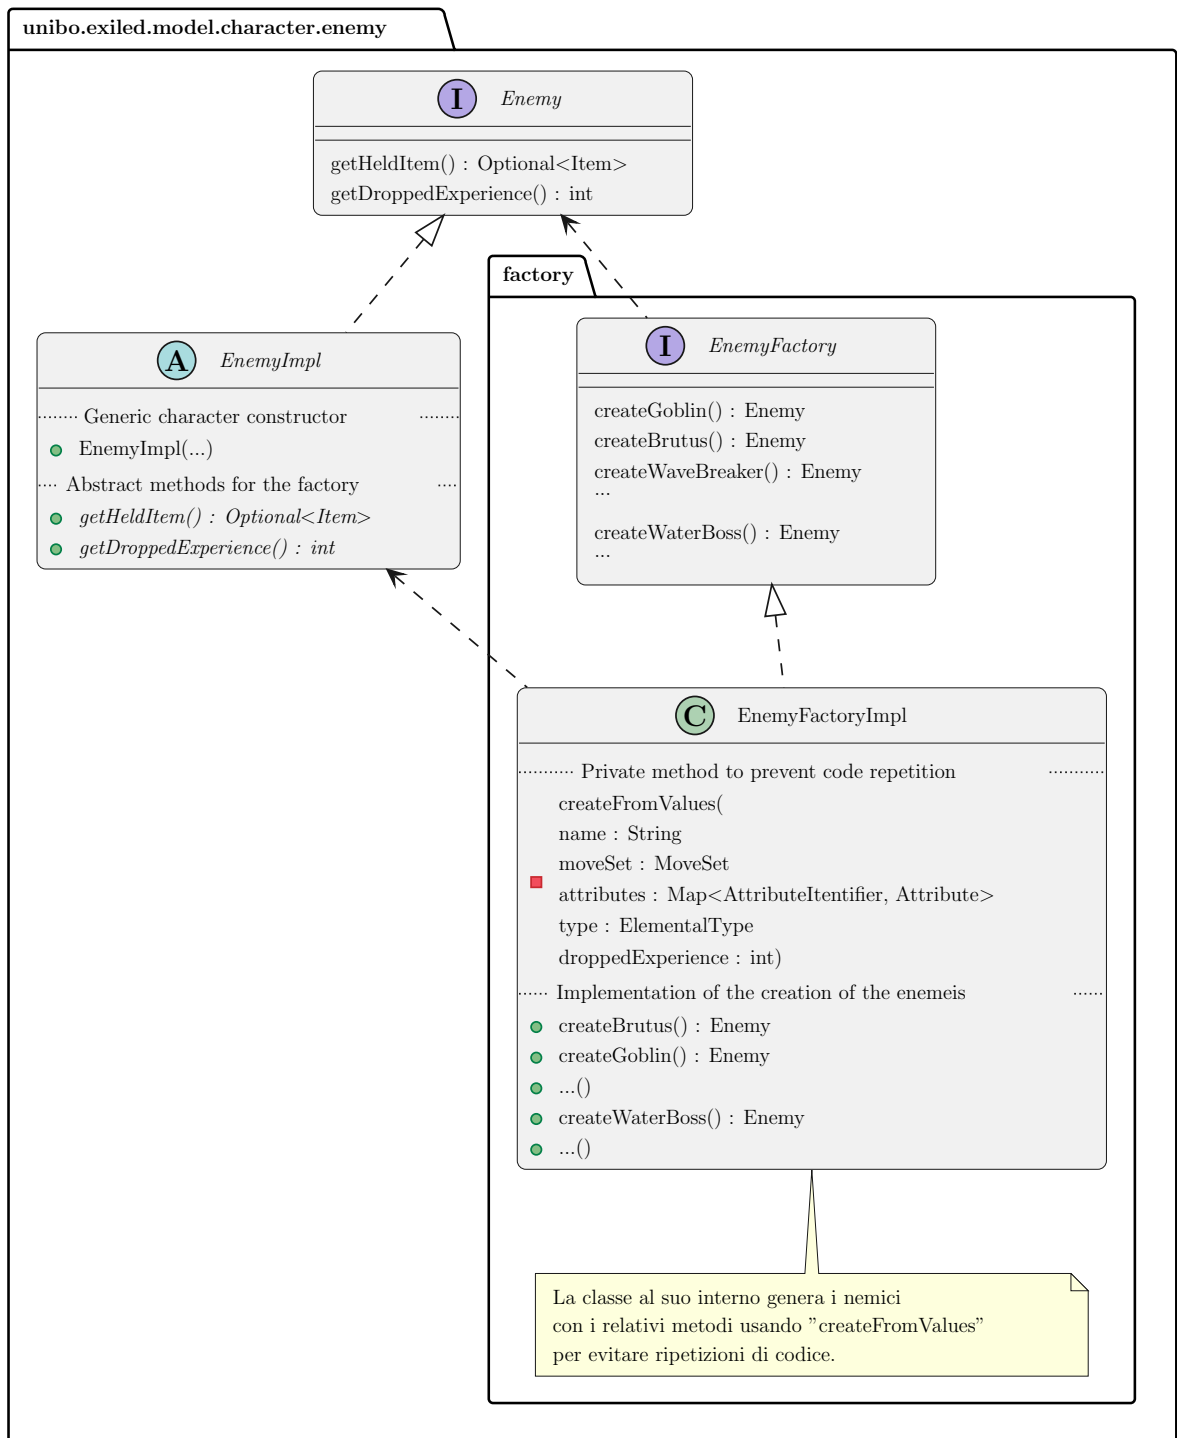 unibo.exiled.model.character.enemy
I Enemy
getHeldItem() : Optional<Item>
getDroppedExperience() : int
factory
A EnemyImpl
Generic character constructor
EnemyImpl(...)
Abstract methods for the factory
getHeldItem() : Optional<Item>
getDroppedExperience() : int
I EnemyFactory
createGoblin() : Enemy
createBrutus() : Enemy
createWaveBreaker() : Enemy
...
createWaterBoss() : Enemy
...
C EnemyFactoryImpl
Private method to prevent code repetition
createFromValues(
name : String
moveSet : MoveSet
attributes : Map<AttributeItentifier, Attribute>
type : ElementalType
droppedExperience : int)
Implementation of the creation of the enemeis
createBrutus() : Enemy
createGoblin() : Enemy
...()
createWaterBoss() : Enemy
...()
La classe al suo interno genera i nemici
con i relativi metodi usando ”createFromValues”
per evitare ripetizioni di codice.